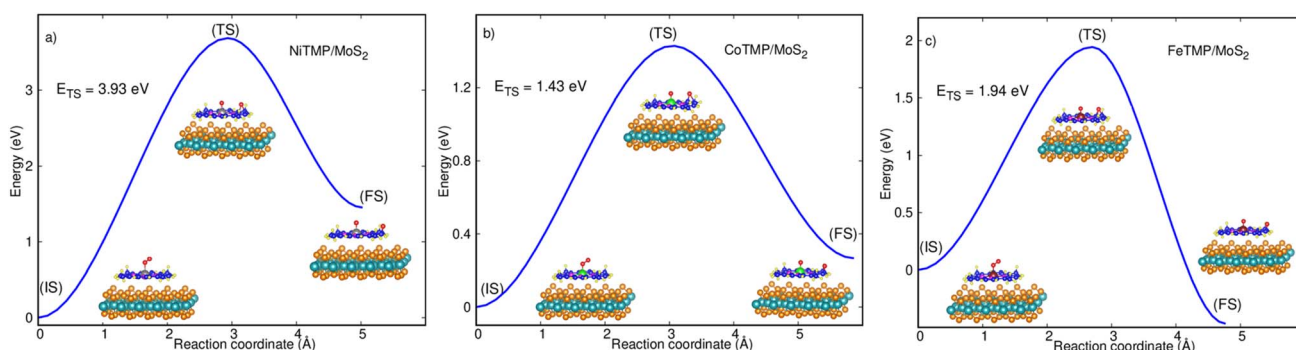 a)
(TS)
NiTMP/MoS2
E_TS = 3.93 eV
3
2
1
0
Energy (eV)
(IS)
(FS)
0 1 2 3 4 5
Reaction coordinate (Å)
b)
(TS)
CoTMP/MoS2
E_TS = 1.43 eV
1.2
0.8
0.4
0
Energy (eV)
(IS)
(FS)
0 1 2 3 4 5
Reaction coordinate (Å)
c)
(TS)
FeTMP/MoS2
E_TS = 1.94 eV
2
1.5
1
0.5
0
Energy (eV)
(IS)
(FS)
0 1 2 3 4 5
Reaction coordinate (Å)